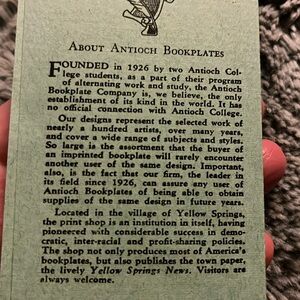 ABOUT ANTIOCH BOOKPLATES
FOUNDED in 1926 by two Antioch Col-
lege students, as a part of their program
of alternating work and study, the Antioch
Bookplate Company is, we believe, the only
establishment of its kind in the world. It has
no official connection with Antioch College.
Our designs represent the selected work of
nearly a hundred artists, over many years,
and cover a wide range of subjects and styles.
So large is the assortment that the buyer of
an imprinted bookplate will rarely encounter
another user of the same design. Important,
also, is the fact that our firm, the leader in
its field since 1926, can assure any user of
Antioch Bookplates of being able to obtain
supplies of the same design in future years.
Located in the village of Yellow Springs,
the print shop is an institution in itself, having
pioneered with considerable success in demo-
cratic, inter-racial and profit-sharing policies.
The shop not only produces most of America's
bookplates, but also publishes the town paper,
the lively Yellow Springs News. Visitors are
always welcome.